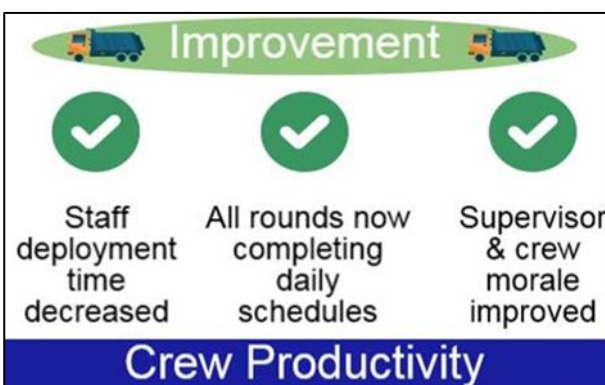 Improvement
Staff
deployment
time
decreased
All rounds now
completing
daily
schedules
Supervisor
& crew
morale
improved
Crew Productivity